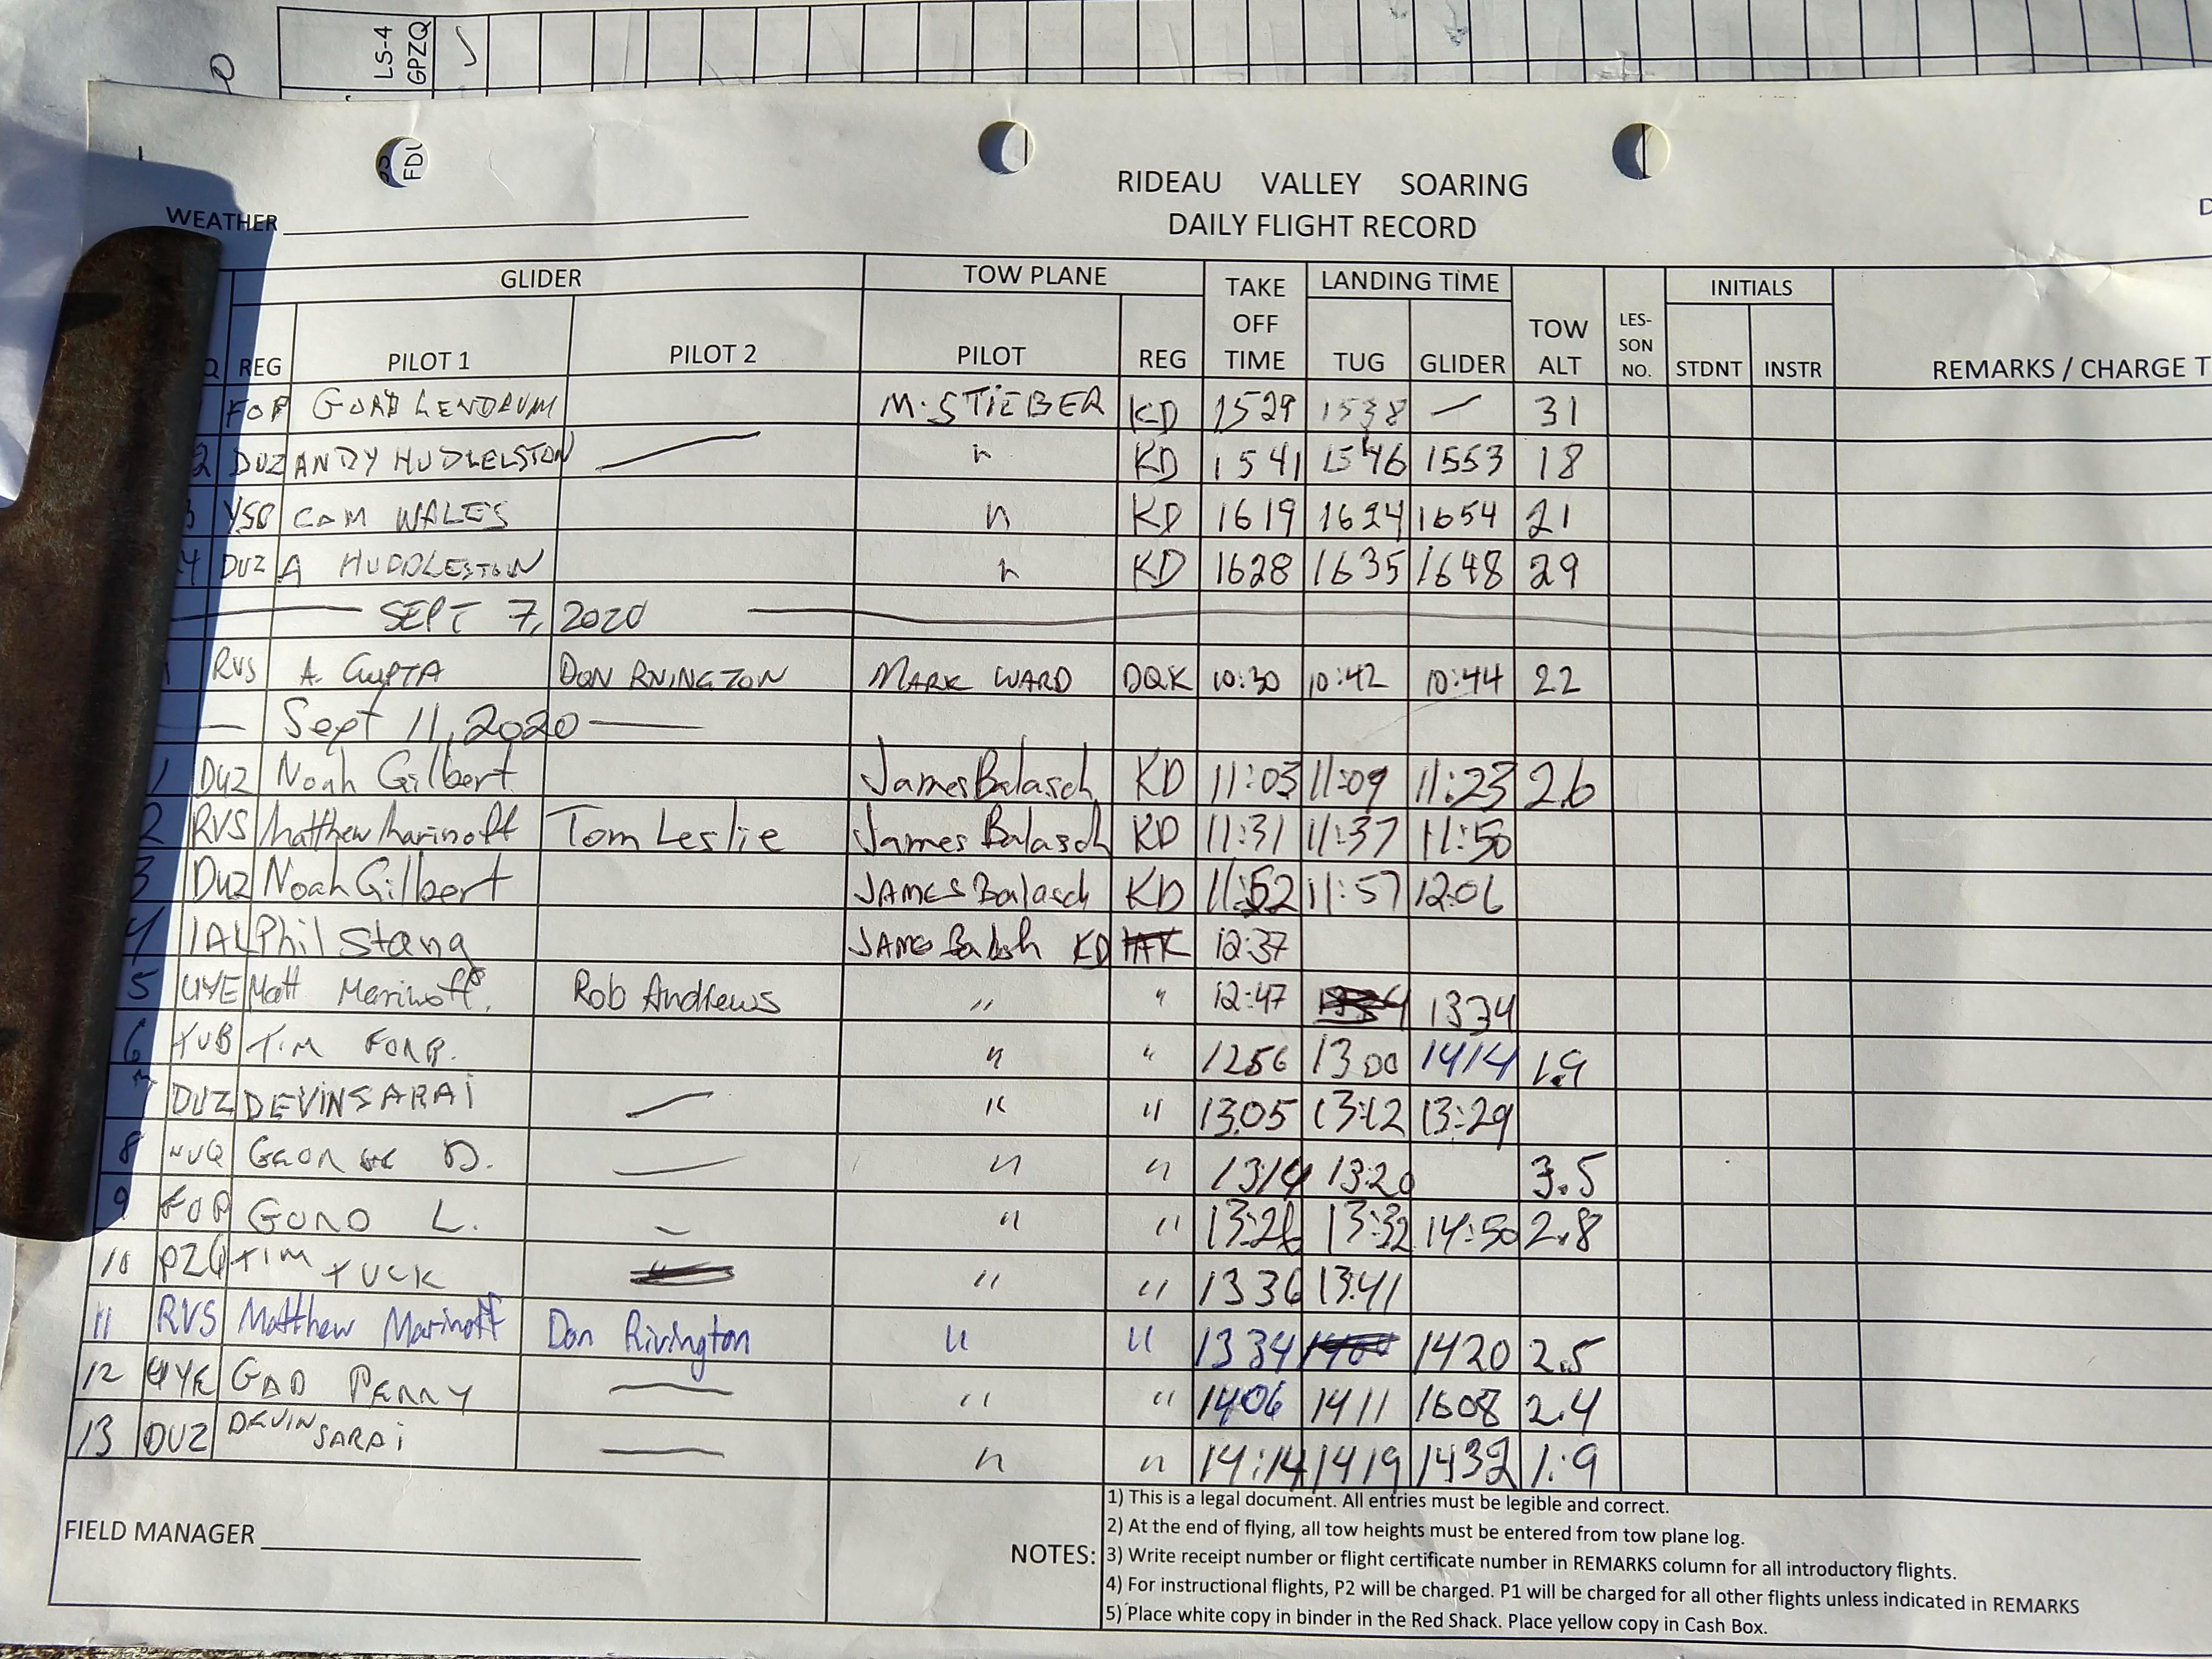 LS-4
GPZQ
FDU
RIDEAU VALLEY SOARING
WEATHER
DAILY FLIGHT RECORD
GLIDER TOW PLANE TAKE OFF TIME LANDING TIME TOW ALT LES-SON NO. INITIALS
REG PILOT 1 PILOT 2 PILOT REG TUG GLIDER STDNT INSTR REMARKS / CHARGE T
FOP GORD LENDRUM M. STIEBER KD 1529 1538 — 31
2 DUZ ANDY HUDLELSTON — " KD 1541 1546 1553 18
3 CAM WALES " KD 1619 1624 1654 21
4 DUZ A HUDDLESTON " KD 1628 1635 1648 29
SEPT 7, 2020
1 RVS A. GUPTA DON RIVINGTON MARK WARD DQK 10:30 10:42 10:44 22
— Sept 11, 2020 —
1 DUZ Noah Gilbert James Balasch KD 11:03 11:09 11:23 2.6
2 RVS Matthew Marinoff Tom Leslie James Balasch KD 11:31 11:37 11:50
3 DUZ Noah Gilbert JAMES Balasch KD 11:52 11:57 12:06
4 IAL Phil Stang JAMES KD 12:37
5 UYE Matt Marinoff. Rob Andrews " " 12:47 1334
6 TIM " " 1256 1300 1414 1.9
7 DUZ DEVIN SARAI — " " 13:05 13:12 13:29
8 NUQ GEORGE D. — " " 13:14 13:20 3.5
9 FOP GORD L. — " " 13:26 13:32 14:50 2.8
10 PZQ TIM TUCK " " 1336 13:41
11 RVS Matthew Marinoff Dan Rivington " " 1334 1420 2.5
12 UYE GAD PERRY — " " 1406 1411 1608 2.4
13 DUZ DEVIN SARAI — " " 14:14 1419 1432 1.9
FIELD MANAGER
NOTES:
1) This is a legal document. All entries must be legible and correct.
2) At the end of flying, all tow heights must be entered from tow plane log.
3) Write receipt number or flight certificate number in REMARKS column for all introductory flights.
4) For instructional flights, P2 will be charged. P1 will be charged for all other flights unless indicated in REMARKS
5) Place white copy in binder in the Red Shack. Place yellow copy in Cash Box.